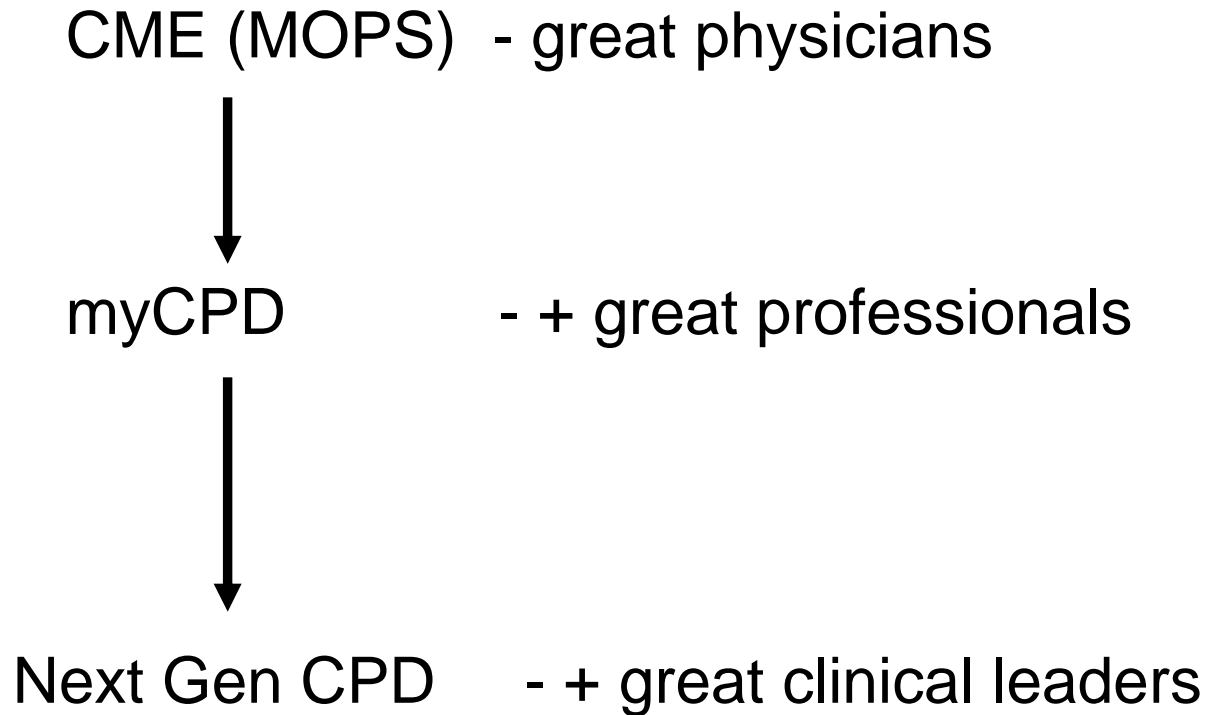 CME (MOPS) - great physicians
myCPD - + great professionals
Next Gen CPD - + great clinical leaders